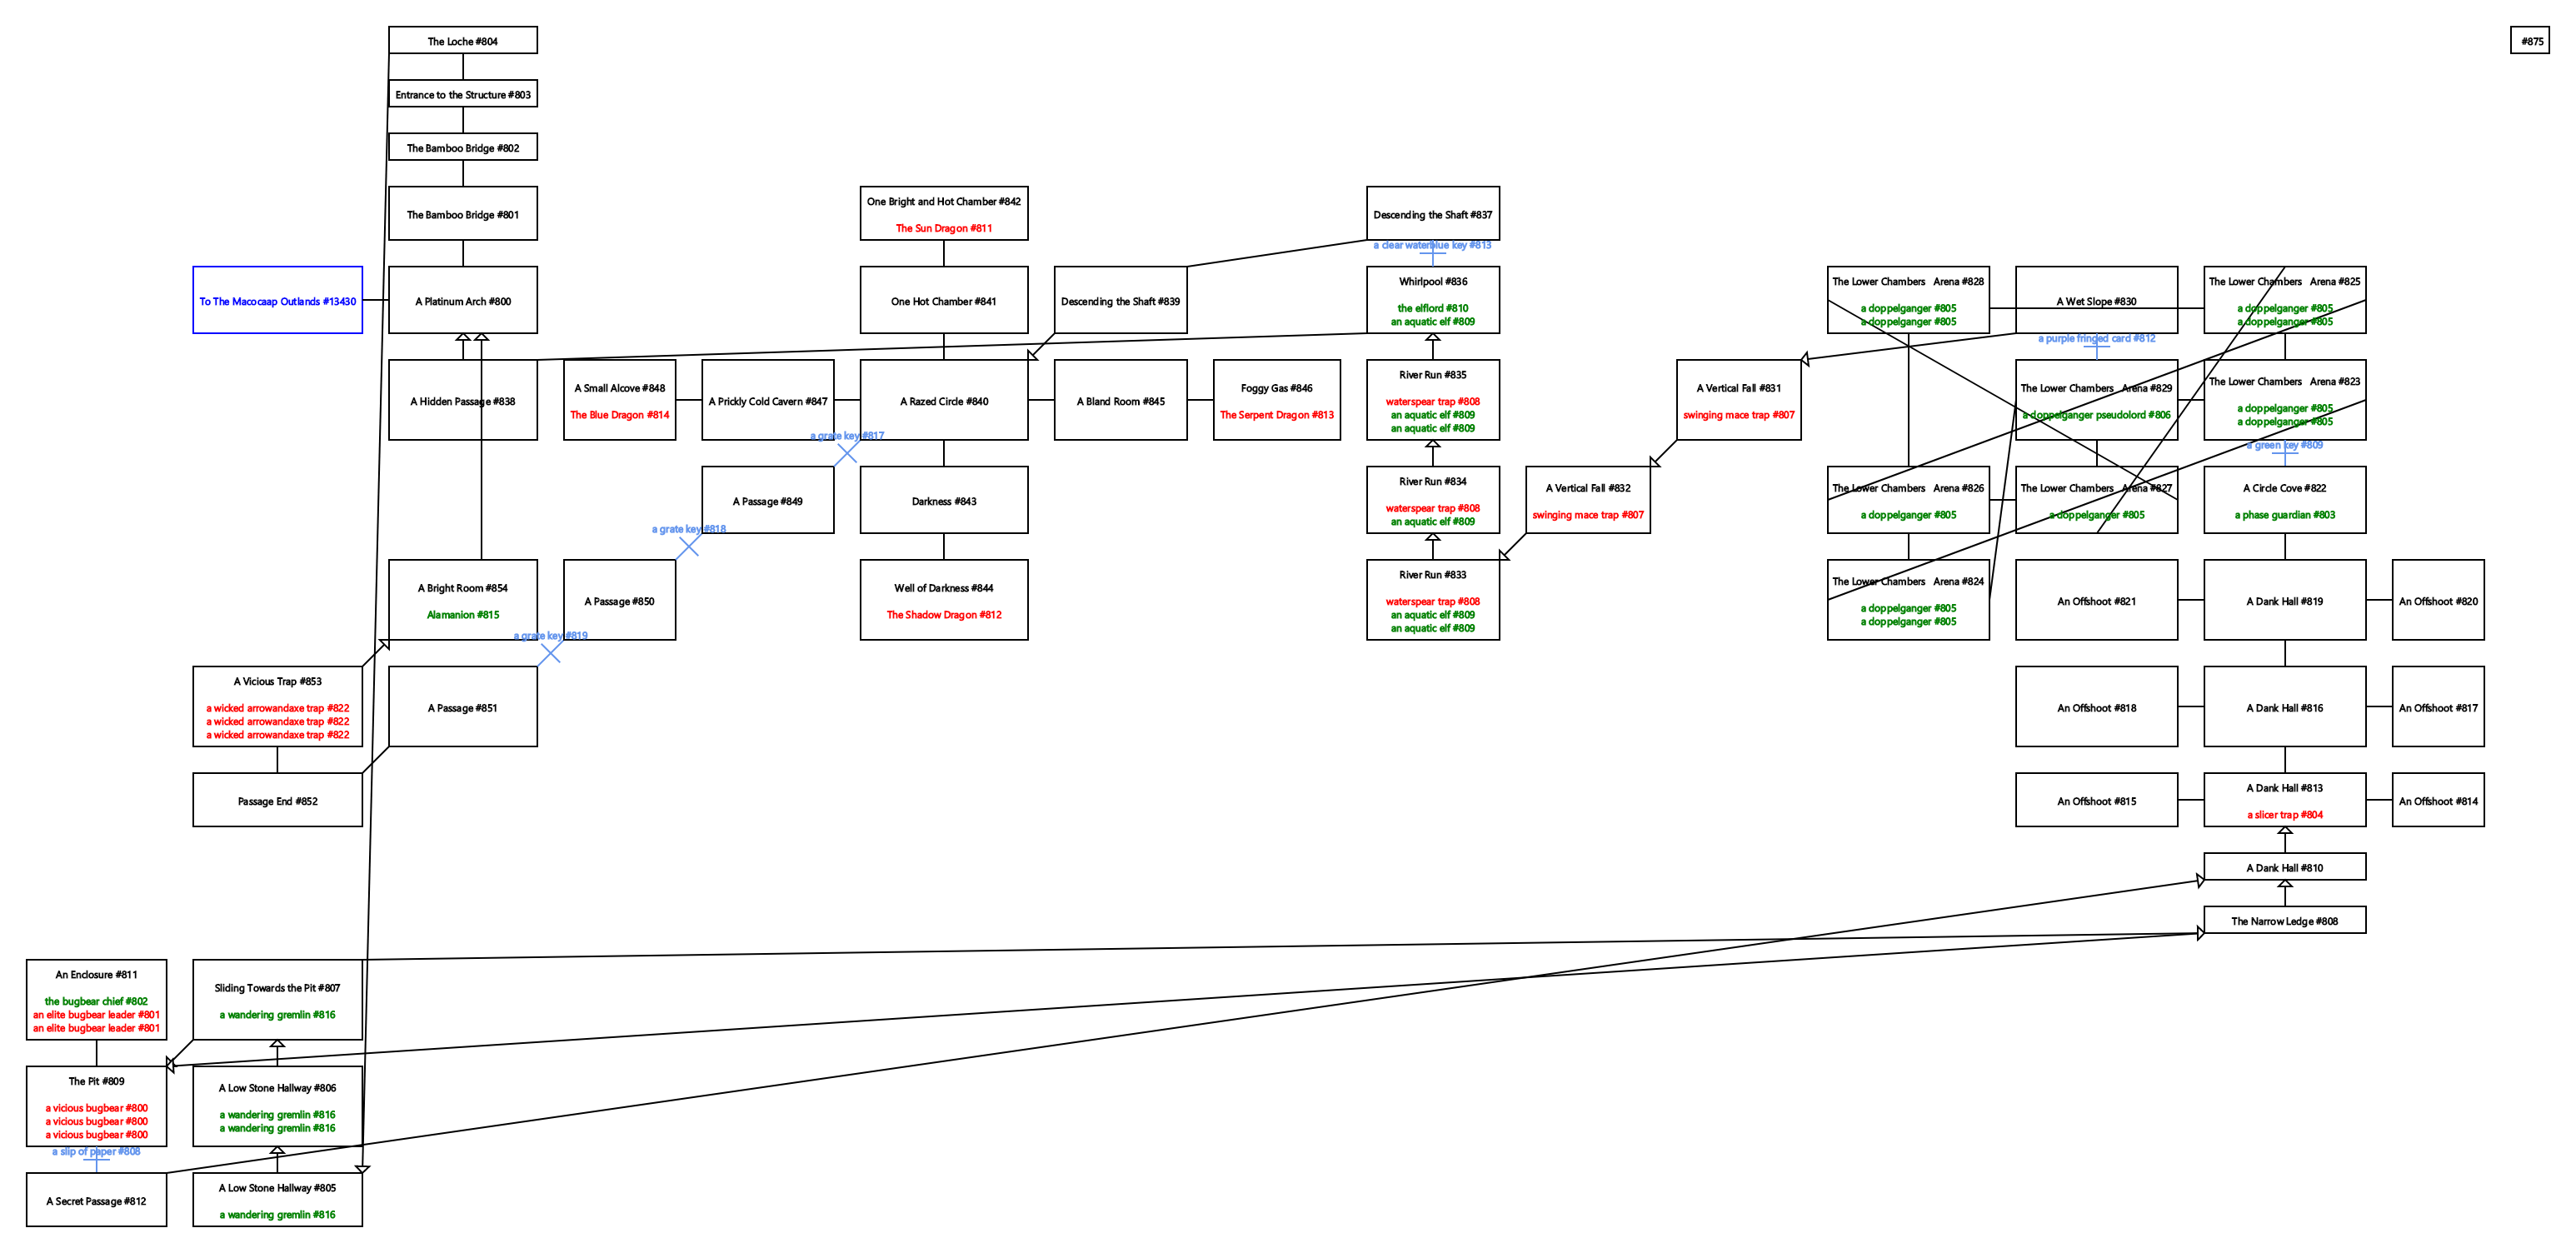 The Loche #804
#875
Entrance to the Structure #803
The Bamboo Bridge #802
The Bamboo Bridge #801
One Bright and Hot Chamber #842
The Sun Dragon #811
Descending the Shaft #837
a clear waterblue key #813
To The Macocaap Outlands #13430
A Platinum Arch #800
One Hot Chamber #841
Descending the Shaft #839
Whirlpool #836
the elflord #810
an aquatic elf #809
The Lower Chambers   Arena #828
a doppelganger #805
a doppelganger #805
A Wet Slope #830
The Lower Chambers   Arena #825
a doppelganger #805
a doppelganger #805
a purple fringed card #812
A Hidden Passage #838
A Small Alcove #848
The Blue Dragon #814
A Prickly Cold Cavern #847
A Razed Circle #840
A Bland Room #845
Foggy Gas #846
The Serpent Dragon #813
River Run #835
waterspear trap #808
an aquatic elf #809
an aquatic elf #809
A Vertical Fall #831
swinging mace trap #807
The Lower Chambers   Arena #829
a doppelganger pseudolord #806
The Lower Chambers   Arena #823
a doppelganger #805
a doppelganger #805
a grate key #817
a green key #809
A Passage #849
Darkness #843
River Run #834
waterspear trap #808
an aquatic elf #809
A Vertical Fall #832
swinging mace trap #807
The Lower Chambers   Arena #826
a doppelganger #805
The Lower Chambers   Arena #827
a doppelganger #805
A Circle Cove #822
a phase guardian #803
a grate key #818
A Bright Room #854
Alamanion #815
A Passage #850
Well of Darkness #844
The Shadow Dragon #812
River Run #833
waterspear trap #808
an aquatic elf #809
an aquatic elf #809
The Lower Chambers   Arena #824
a doppelganger #805
a doppelganger #805
An Offshoot #821
A Dank Hall #819
An Offshoot #820
a grate key #819
A Vicious Trap #853
a wicked arrowandaxe trap #822
a wicked arrowandaxe trap #822
a wicked arrowandaxe trap #822
A Passage #851
An Offshoot #818
A Dank Hall #816
An Offshoot #817
Passage End #852
An Offshoot #815
A Dank Hall #813
a slicer trap #804
An Offshoot #814
A Dank Hall #810
The Narrow Ledge #808
An Enclosure #811
the bugbear chief #802
an elite bugbear leader #801
an elite bugbear leader #801
Sliding Towards the Pit #807
a wandering gremlin #816
The Pit #809
a vicious bugbear #800
a vicious bugbear #800
a vicious bugbear #800
A Low Stone Hallway #806
a wandering gremlin #816
a wandering gremlin #816
a slip of paper #808
A Secret Passage #812
A Low Stone Hallway #805
a wandering gremlin #816